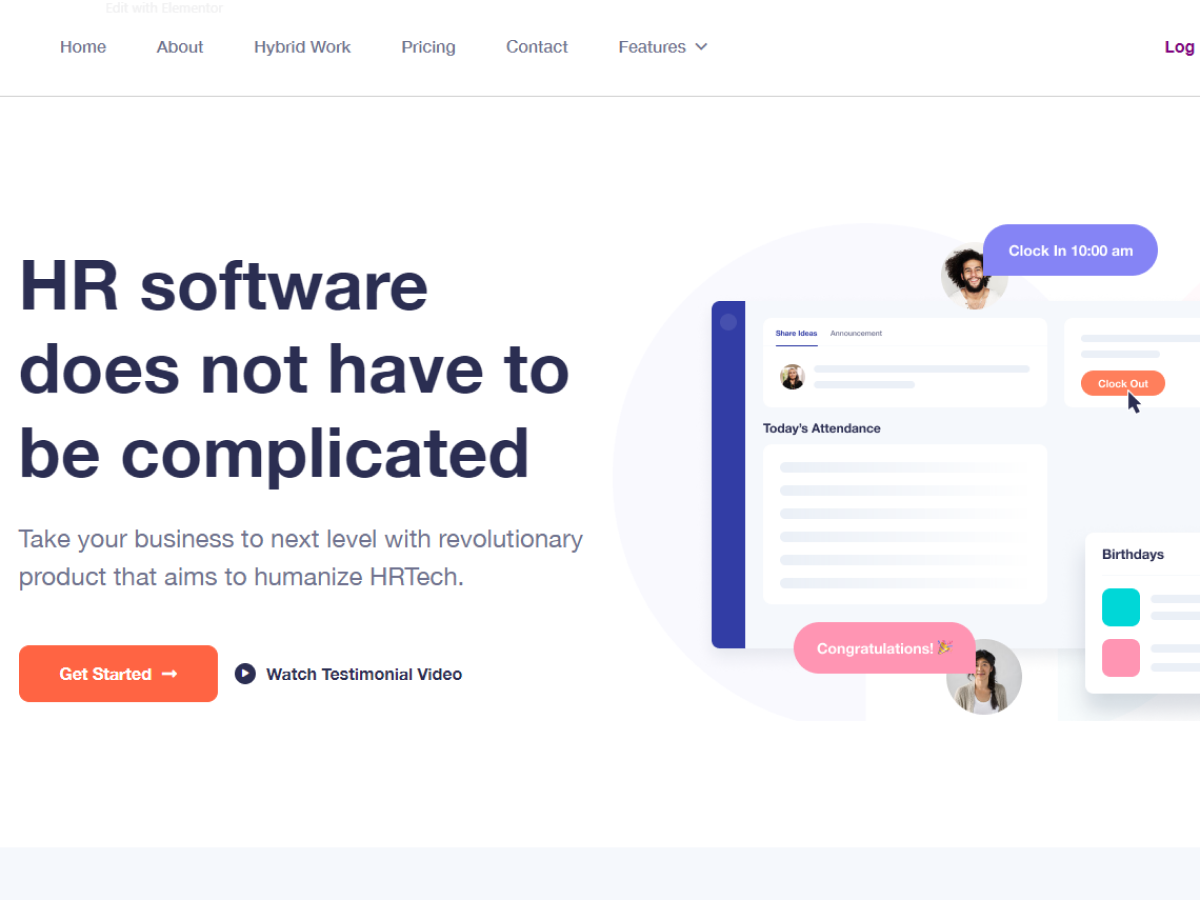 Edit with Elementor
Home About Hybrid Work Pricing Contact Features Log
HR software
does not have to
be complicated
Take your business to next level with revolutionary
product that aims to humanize HRTech.
Get Started → Watch Testimonial Video
Clock In 10:00 am
Share Ideas Announcement
Clock Out
Today's Attendance
Birthdays
Congratulations! 🎉